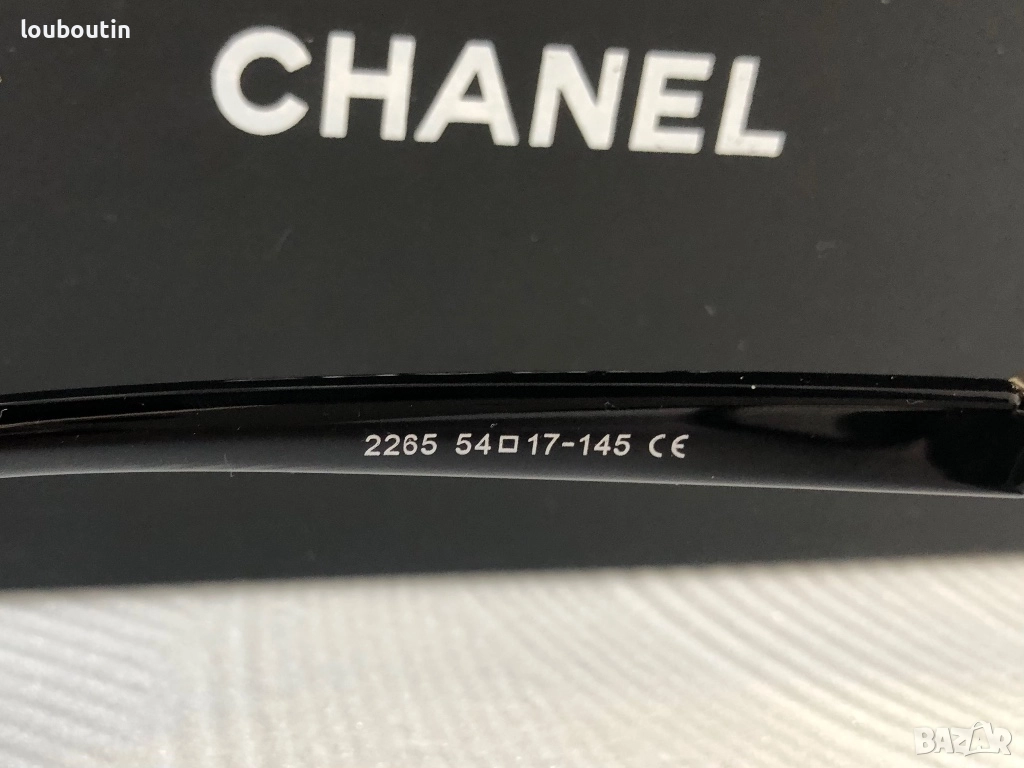 louboutin
CHANEL
2265 54□17-145 CE
BAZAR